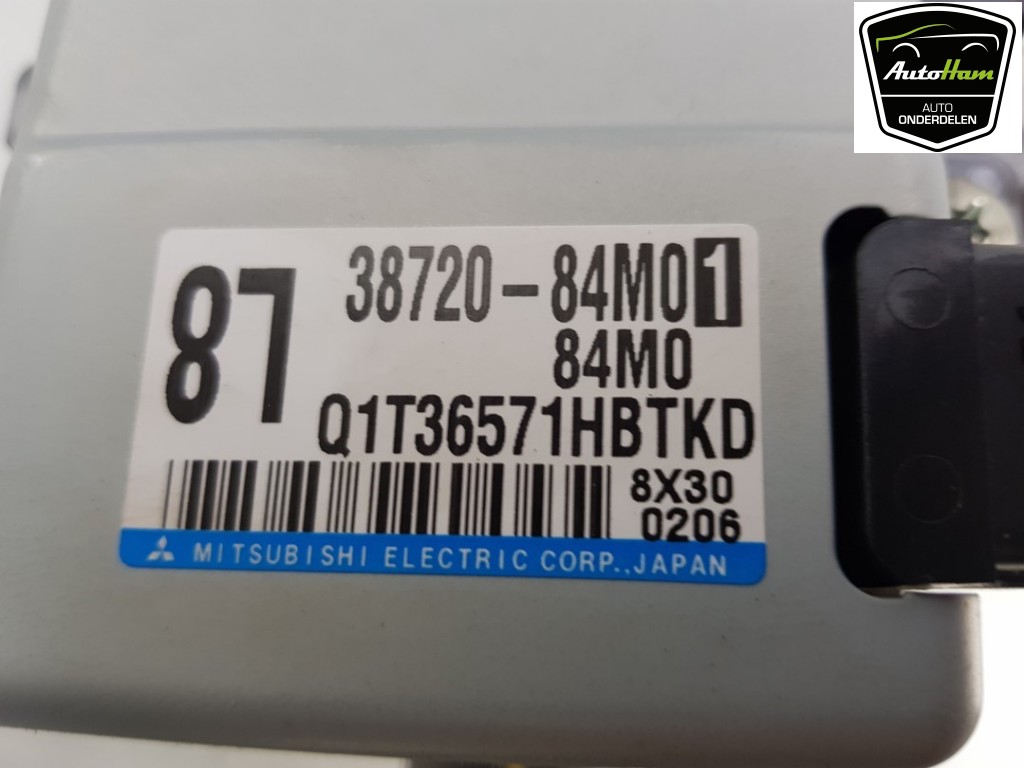 AutoHam
AUTO
ONDERDELEN
87
38720-84M01
84M0
Q1T36571HBTKD
8X30
0206
MITSUBISHI ELECTRIC CORP., JAPAN